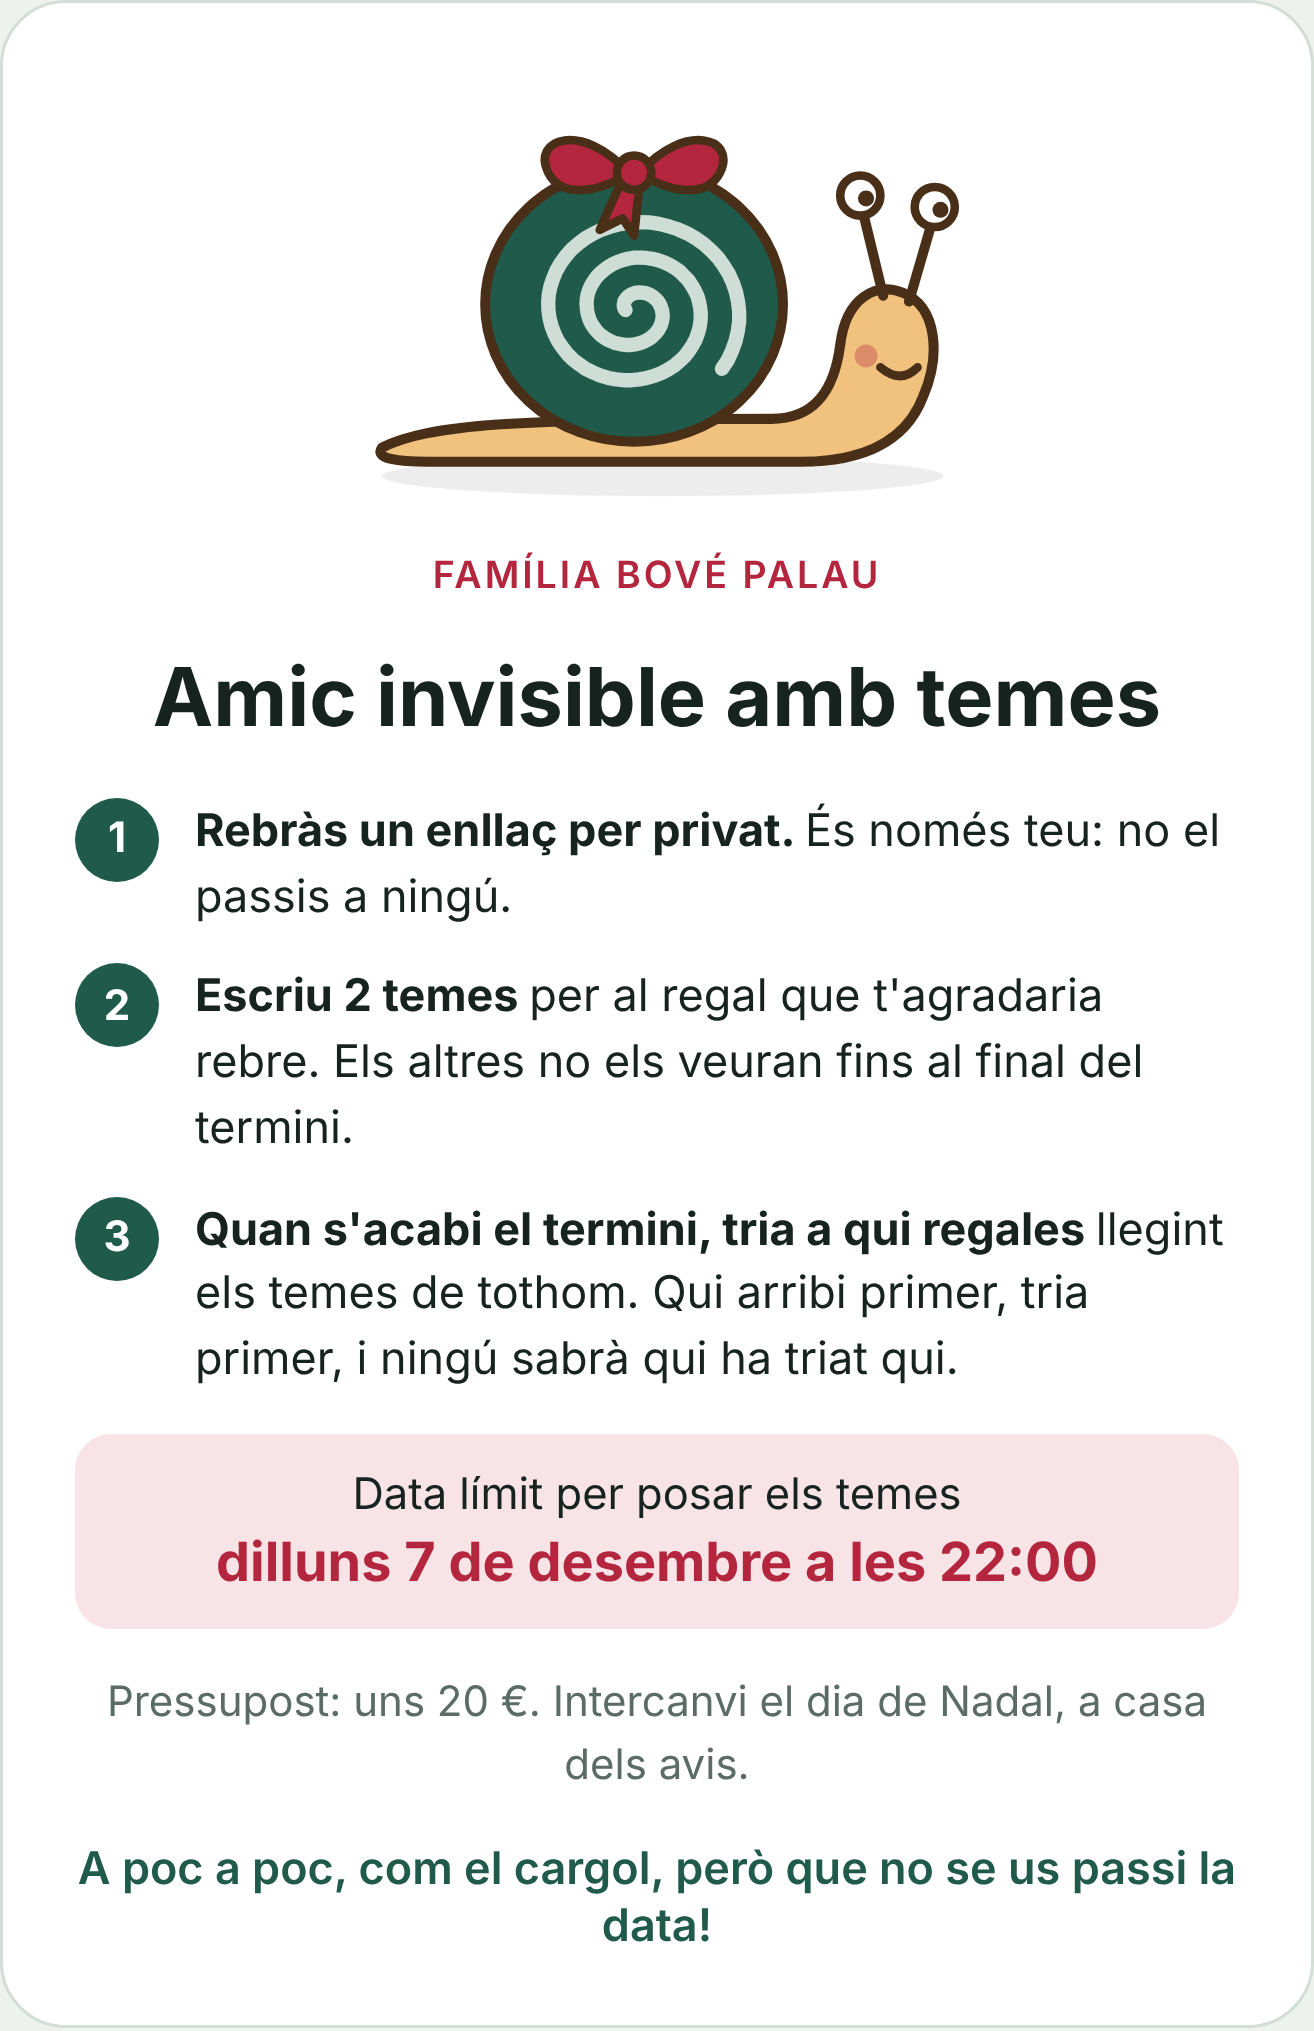 FAMÍLIA BOVÉ PALAU
Amic invisible amb temes
1
Rebràs un enllaç per privat. És només teu: no el
passis a ningú.
2
Escriu 2 temes per al regal que t'agradaria
rebre. Els altres no els veuran fins al final del
termini.
3
Quan s'acabi el termini, tria a qui regales llegint
els temes de tothom. Qui arribi primer, tria
primer, i ningú sabrà qui ha triat qui.
Data límit per posar els temes
dilluns 7 de desembre a les 22:00
Pressupost: uns 20 €. Intercanvi el dia de Nadal, a casa
dels avis.
A poc a poc, com el cargol, però que no se us passi la
data!